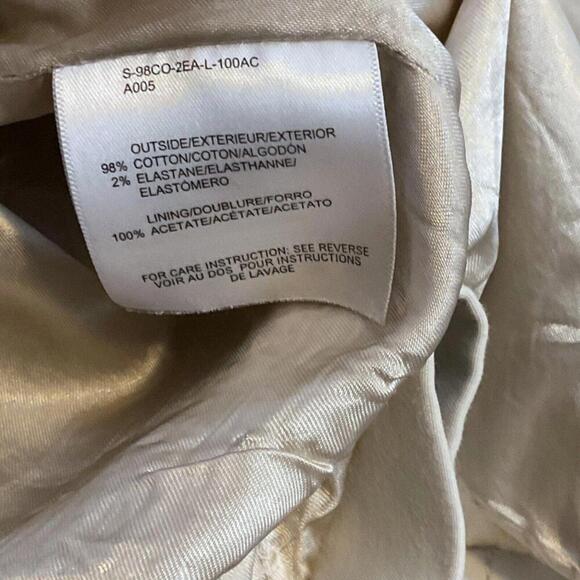 S-98CO-2EA-L-100AC
A005
OUTSIDE/EXTERIEUR/EXTERIOR
98% COTTON/COTON/ALGODÓN
2% ELASTANE/ELASTHANNE/
ELASTÓMERO
LINING/DOUBLURE/FORRO
100% ACETATE/ACÉTATE/ACETATO
FOR CARE INSTRUCTION: SEE REVERSE
VOIR AU DOS POUR INSTRUCTIONS
DE LAVAGE